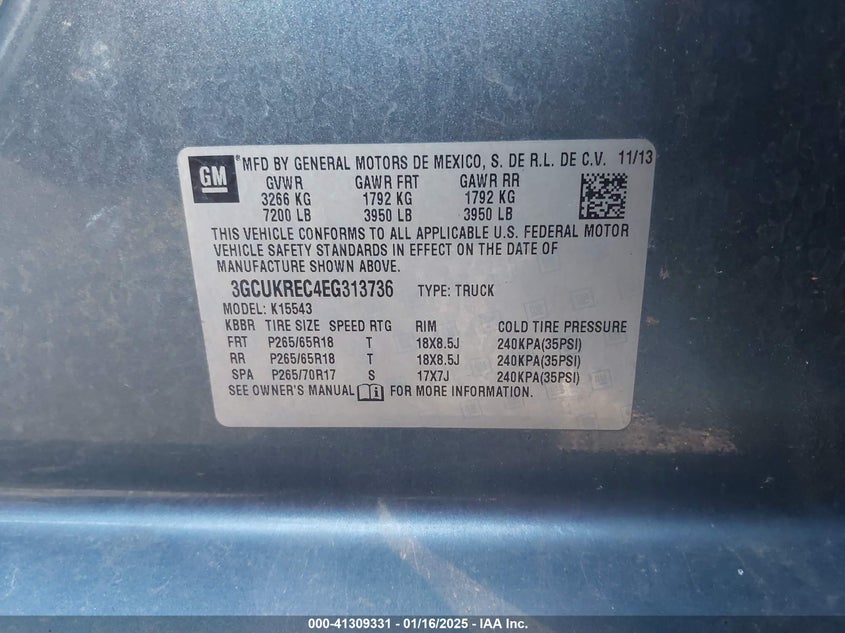 GM
® MFD BY GENERAL MOTORS DE MEXICO, S. DE R.L. DE C.V. 11/13
GVWR GAWR FRT GAWR RR
3266 KG 1792 KG 1792 KG
7200 LB 3950 LB 3950 LB
THIS VEHICLE CONFORMS TO ALL APPLICABLE U.S. FEDERAL MOTOR
VEHICLE SAFETY STANDARDS IN EFFECT ON THE DATE OF
MANUFACTURE SHOWN ABOVE.
3GCUKREC4EG313736 TYPE: TRUCK
MODEL: K15543
KBBR TIRE SIZE SPEED RTG RIM COLD TIRE PRESSURE
FRT P265/65R18 T 18X8.5J 240KPA(35PSI)
RR P265/65R18 T 18X8.5J 240KPA(35PSI)
SPA P265/70R17 S 17X7J 240KPA(35PSI)
SEE OWNER'S MANUAL FOR MORE INFORMATION.
000-41309331 - 01/16/2025 - IAA Inc.